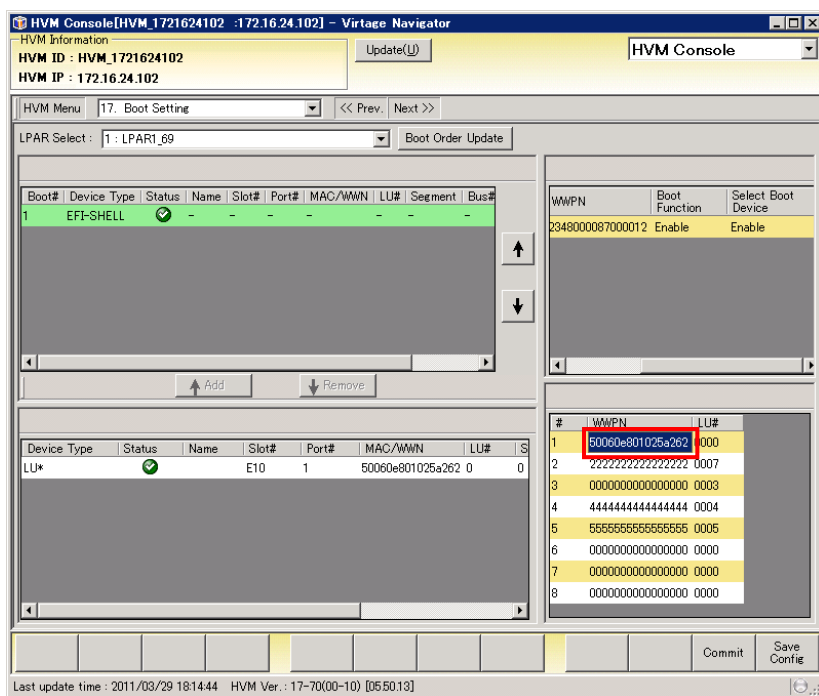 HVM Console[HVM_1721624102 :172.16.24.102] - Virtage Navigator
HVM Information
HVM ID : HVM_1721624102
HVM IP : 172.16.24.102
Update(U)
HVM Console
HVM Menu 17. Boot Setting << Prev. Next >>
LPAR Select : 1 : LPAR1_69 Boot Order Update
Boot# Device Type Status Name Slot# Port# MAC/WWN LU# Segment Bus#
1 EFI-SHELL - - - - - - -
WWPN Boot Function Select Boot Device
2348000087000012 Enable Enable
Add Remove
Device Type Status Name Slot# Port# MAC/WWN LU# S
LU* E10 1 50060e801025a262 0 0
# WWPN LU#
1 50060e801025a262 0000
2 2222222222222222 0007
3 0000000000000000 0003
4 4444444444444444 0004
5 5555555555555555 0005
6 0000000000000000 0000
7 0000000000000000 0000
8 0000000000000000 0000
Commit Save Config
Last update time : 2011/03/29 18:14:44 HVM Ver. : 17-70(00-10) [05.50.13]